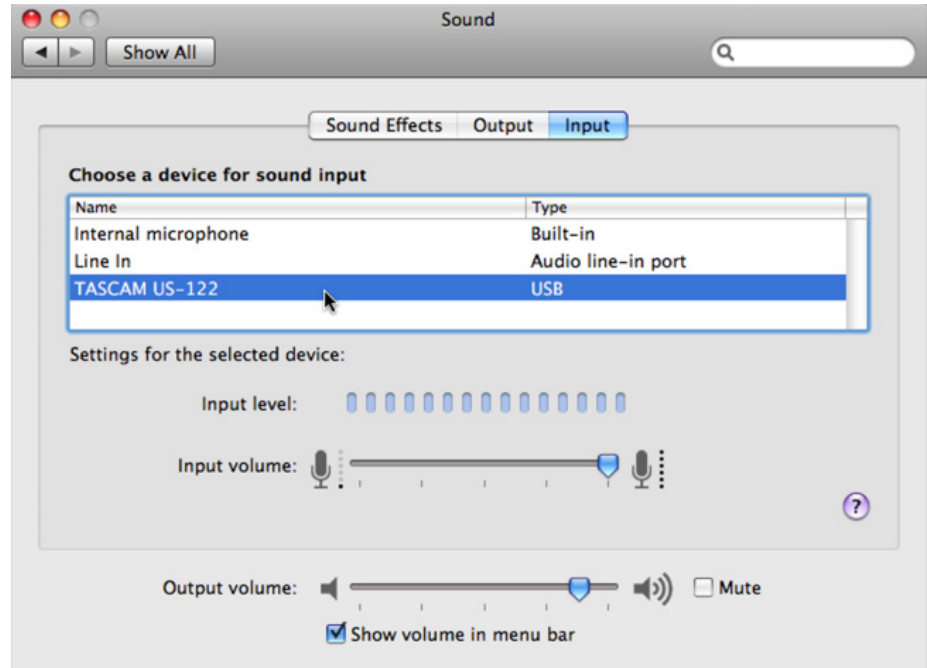 Sound
Show All
Sound Effects Output Input
Choose a device for sound input
Name Type
Internal microphone Built-in
Line In Audio line-in port
TASCAM US-122 USB
Settings for the selected device:
Input level:
Input volume:
?
Output volume: Mute
Show volume in menu bar